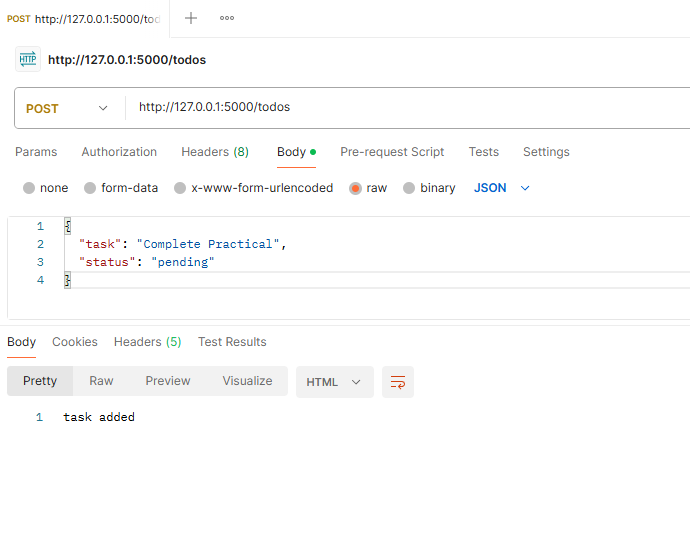 POST http://127.0.0.1:5000/tod
HTTP http://127.0.0.1:5000/todos
POST http://127.0.0.1:5000/todos
Params Authorization Headers (8) Body Pre-request Script Tests Settings
none form-data x-www-form-urlencoded raw binary JSON
1 {
2 "task": "Complete Practical",
3 "status": "pending"
4 }
Body Cookies Headers (5) Test Results
Pretty Raw Preview Visualize HTML
1 task added